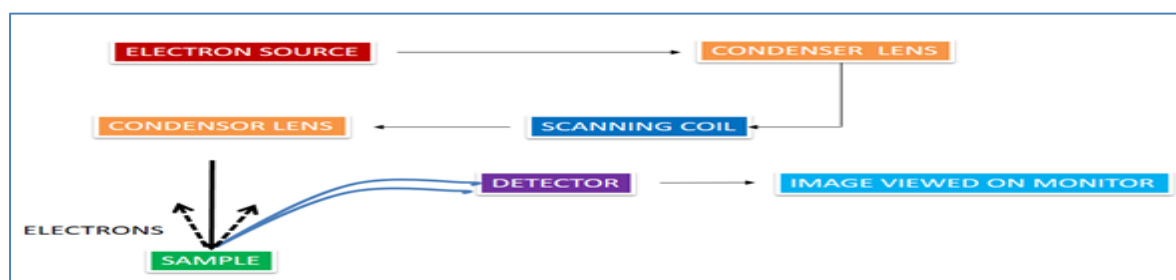 ELECTRON SOURCE
CONDENSER LENS
CONDENSOR LENS
SCANNING COIL
DETECTOR
IMAGE VIEWED ON MONITOR
ELECTRONS
SAMPLE